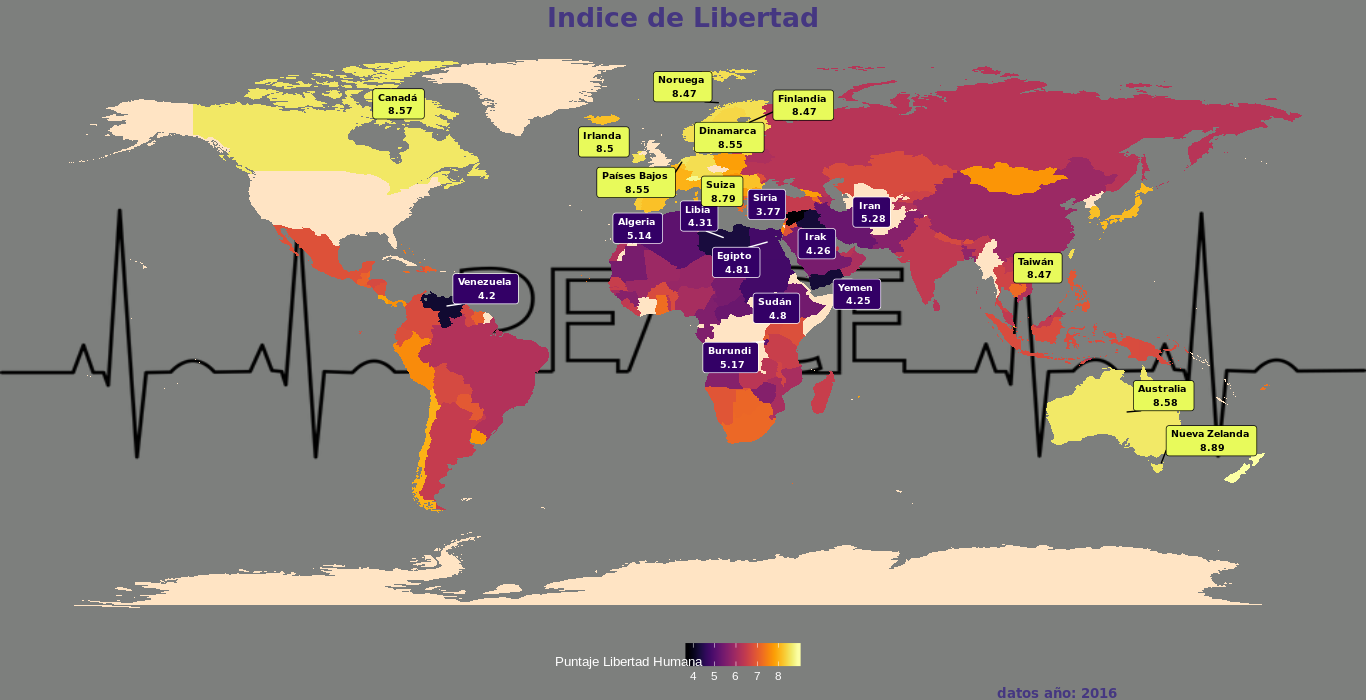 Indice de Libertad
Noruega
8.47
Canadá
8.57
Finlandia
8.47
Irlanda
8.5
Dinamarca
8.55
Países Bajos
8.55
Suiza
8.79
Siria
3.77
Libia
4.31
Iran
5.28
Algeria
5.14
Irak
4.26
Egipto
4.81
Taiwán
8.47
Venezuela
4.2
Yemen
4.25
Sudán
4.8
PEACE
Burundi
5.17
Australia
8.58
Nueva Zelanda
8.89
Puntaje Libertad Humana
4 5 6 7 8
datos año: 2016